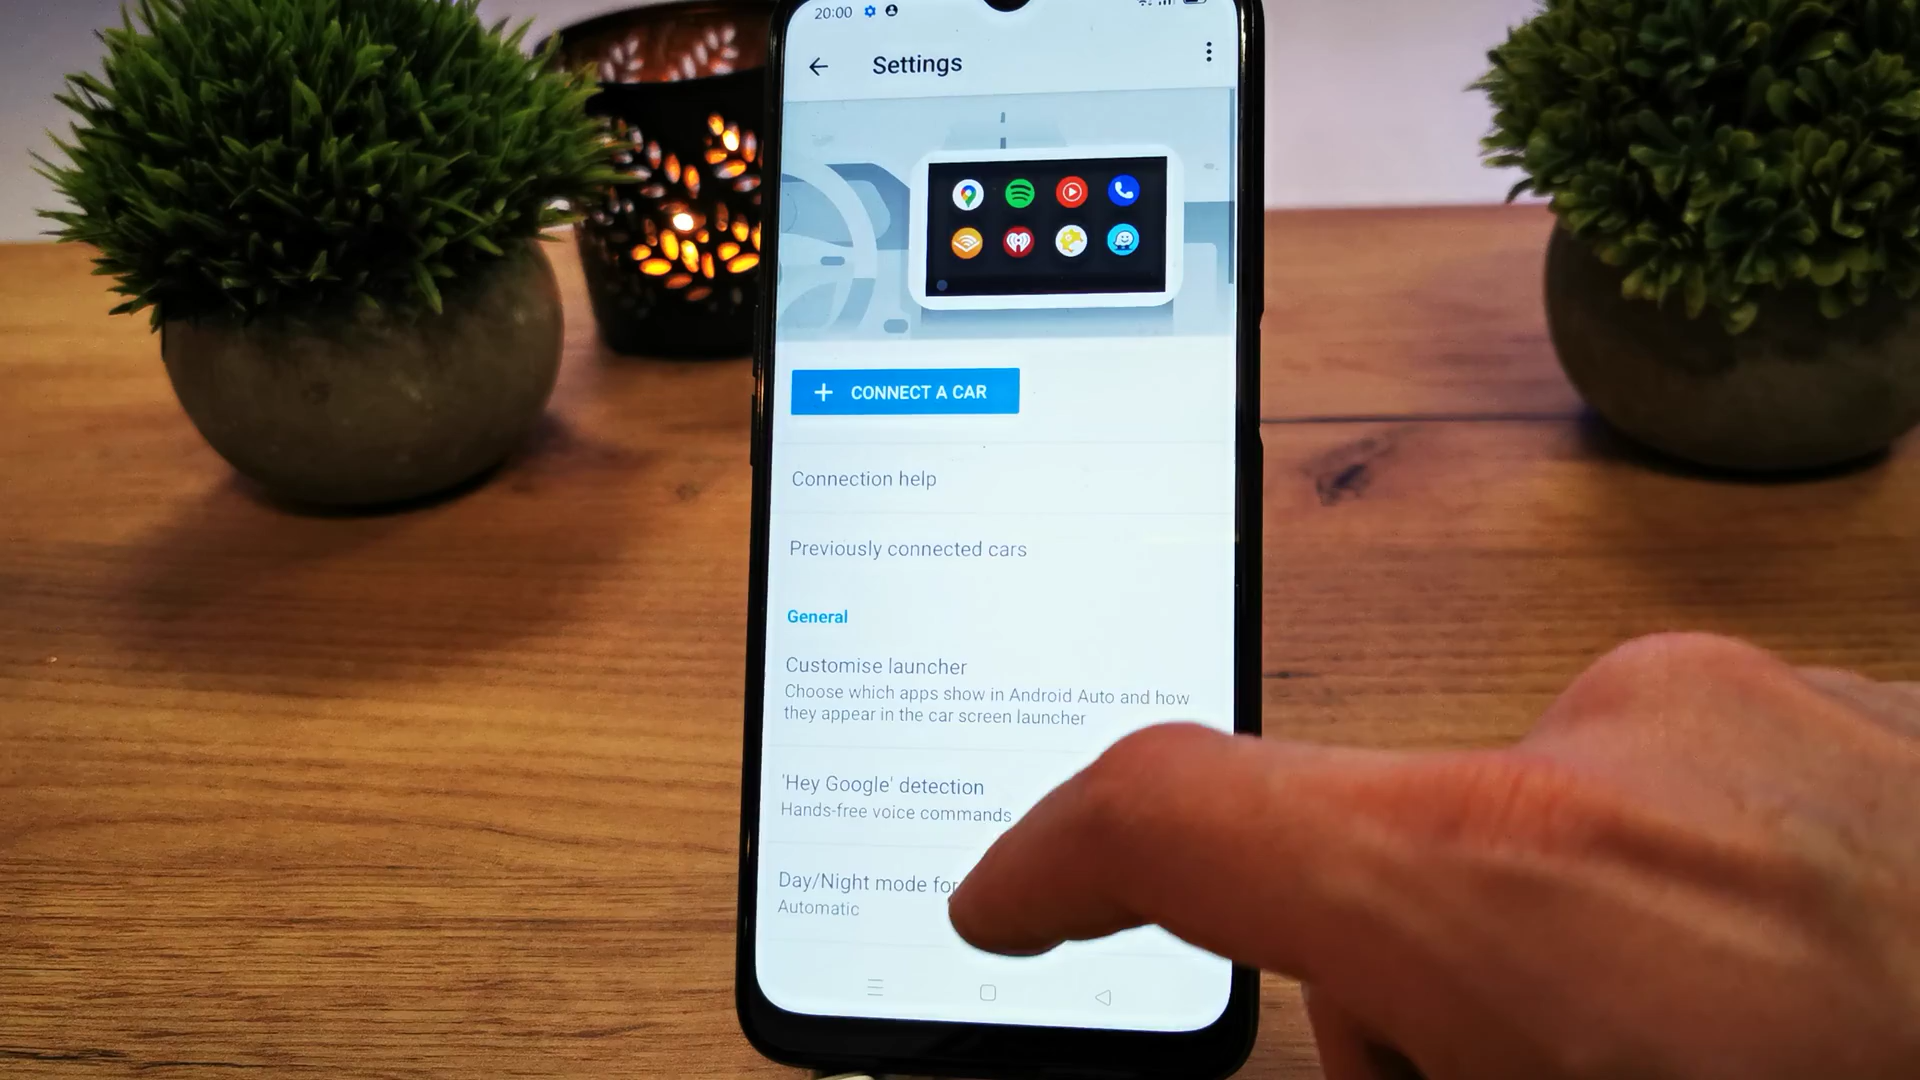 20:00
Settings
+ CONNECT A CAR
Connection help
Previously connected cars
General
Customise launcher
Choose which apps show in Android Auto and how
they appear in the car screen launcher
'Hey Google' detection
Hands-free voice commands
Day/Night mode for
Automatic